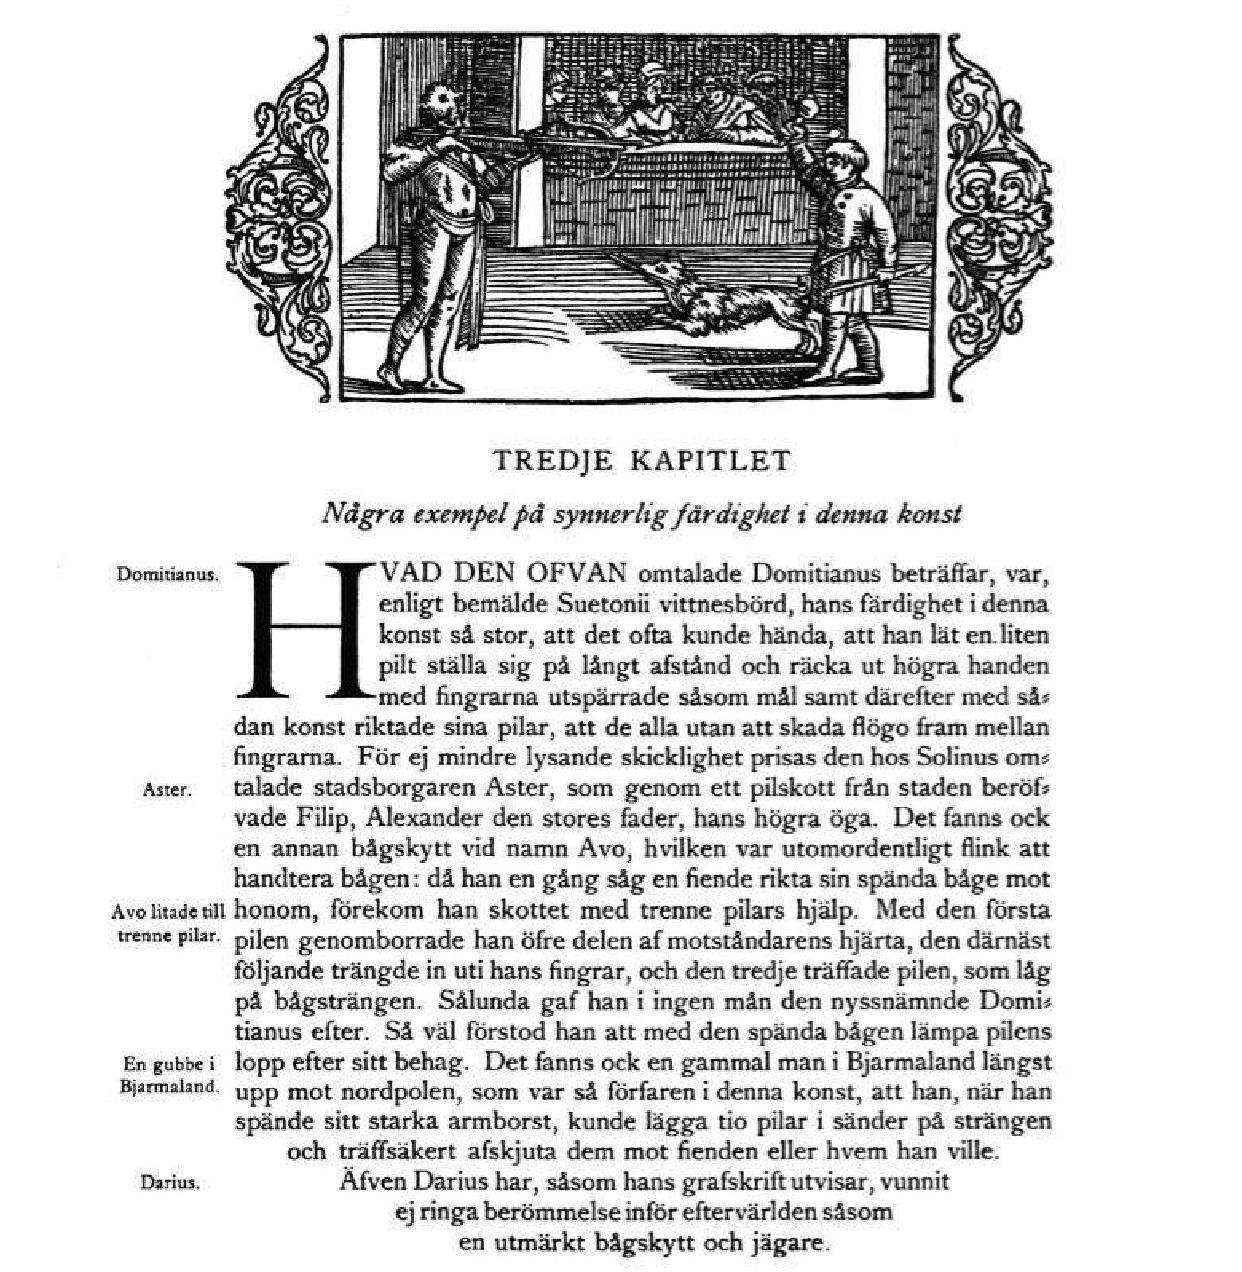 TREDJE KAPITLET
Några exempel på synnerlig färdighet i denna konst
Domitianus.
HVAD DEN OFVAN omtalade Domitianus beträffar, var,
enligt bemälde Suetonii vittnesbörd, hans färdighet i denna
konst så stor, att det ofta kunde hända, att han lät en liten
pilt ställa sig på långt afstånd och räcka ut högra handen
med fingrarna utspärrade såsom mål samt därefter med så-
dan konst riktade sina pilar, att de alla utan att skada flögo fram mellan
fingrarna. För ej mindre lysande skicklighet prisas den hos Solinus om-
Aster.
talade stadsborgaren Aster, som genom ett pilskott från staden beröf-
vade Filip, Alexander den stores fader, hans högra öga. Det fanns ock
en annan bågskytt vid namn Avo, hvilken var utomordentligt flink att
handtera bågen: då han en gång såg en fiende rikta sin spända båge mot
Avo litade till
trenne pilar.
honom, förekom han skottet med trenne pilars hjälp. Med den första
pilen genomborrade han öfre delen af motståndarens hjärta, den därnäst
följande trängde in uti hans fingrar, och den tredje träffade pilen, som låg
på bågsträngen. Sålunda gaf han i ingen mån den nyssnämnde Domi-
tianus efter. Så väl förstod han att med den spända bågen lämpa pilens
En gubbe i
Bjarmaland.
lopp efter sitt behag. Det fanns ock en gammal man i Bjarmaland längst
upp mot nordpolen, som var så förfaren i denna konst, att han, när han
spände sitt starka armborst, kunde lägga tio pilar i sänder på strängen
och träffsäkert afskjuta dem mot fienden eller hvem han ville.
Darius.
Äfven Darius har, såsom hans grafskrift utvisar, vunnit
ej ringa berömmelse inför eftervärlden såsom
en utmärkt bågskytt och jägare.